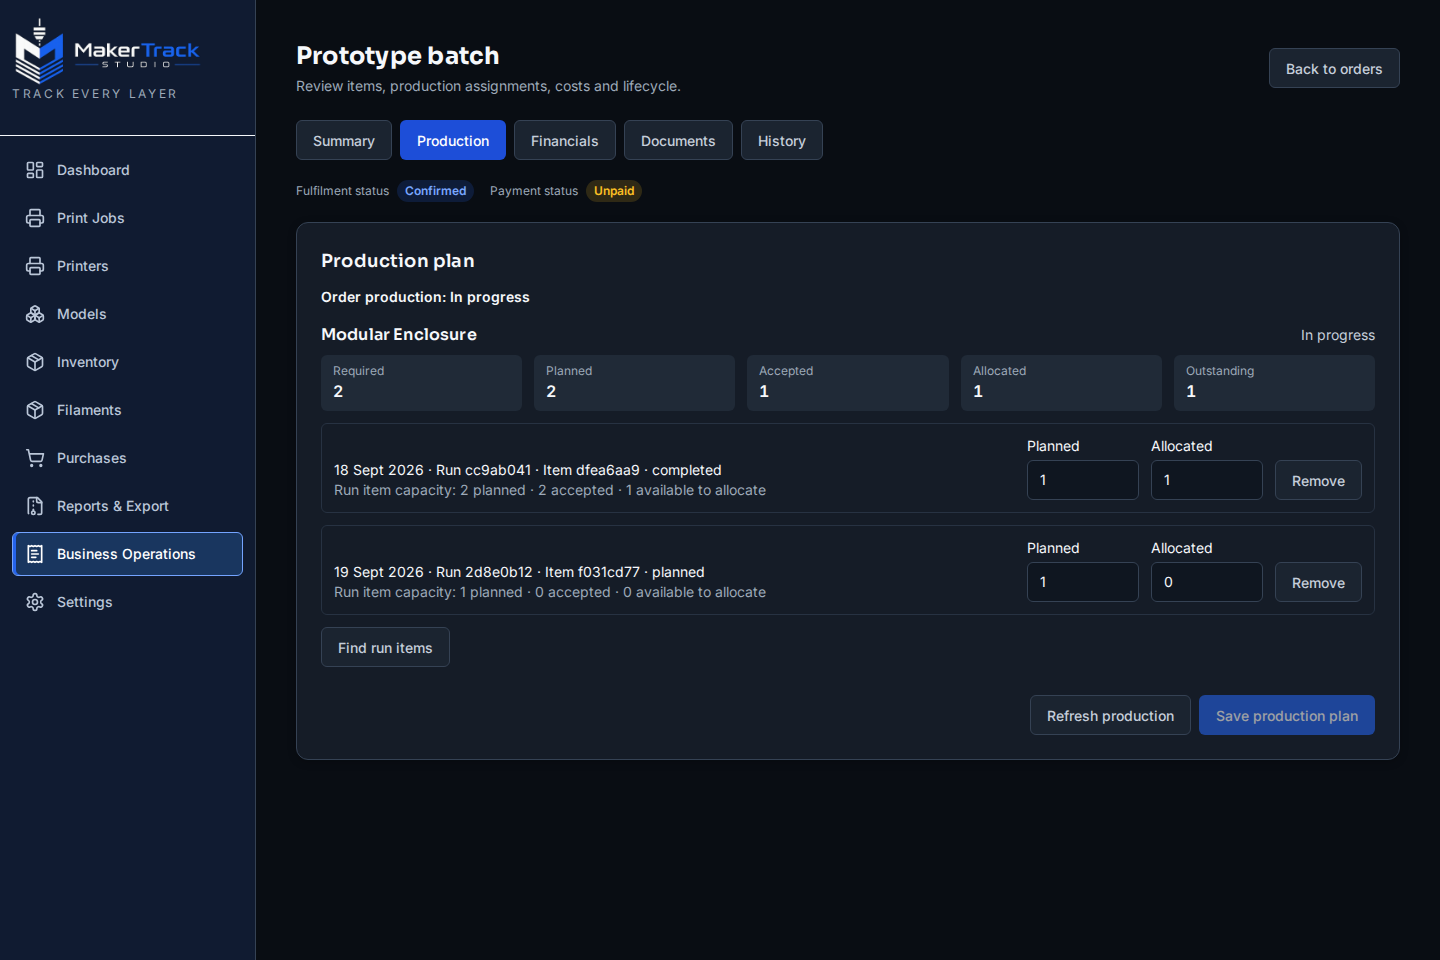 MakerTrack
STUDIO
TRACK EVERY LAYER
Dashboard
Print Jobs
Printers
Models
Inventory
Filaments
Purchases
Reports & Export
Business Operations
Settings
Prototype batch
Review items, production assignments, costs and lifecycle.
Back to orders
Summary Production Financials Documents History
Fulfilment status Confirmed Payment status Unpaid
Production plan
Order production: In progress
Modular Enclosure In progress
Required Planned Accepted Allocated Outstanding
2 2 1 1 1
Planned Allocated
18 Sept 2026 · Run cc9ab041 · Item dfea6aa9 · completed
Run item capacity: 2 planned · 2 accepted · 1 available to allocate
1 1 Remove
Planned Allocated
19 Sept 2026 · Run 2d8e0b12 · Item f031cd77 · planned
Run item capacity: 1 planned · 0 accepted · 0 available to allocate
1 0 Remove
Find run items
Refresh production Save production plan